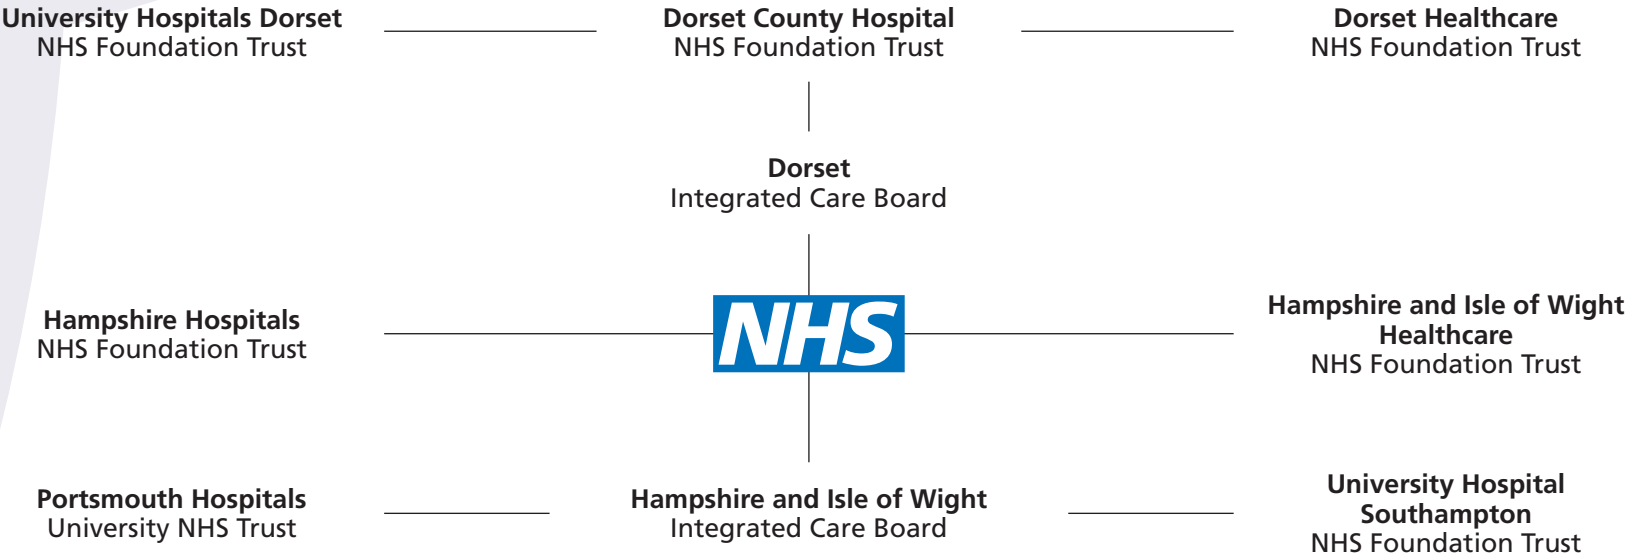 University Hospitals Dorset
NHS Foundation Trust
Dorset County Hospital
NHS Foundation Trust
Dorset Healthcare
NHS Foundation Trust
Dorset
Integrated Care Board
Hampshire Hospitals
NHS Foundation Trust
NHS
Hampshire and Isle of Wight
Healthcare
NHS Foundation Trust
Portsmouth Hospitals
University NHS Trust
Hampshire and Isle of Wight
Integrated Care Board
University Hospital
Southampton
NHS Foundation Trust